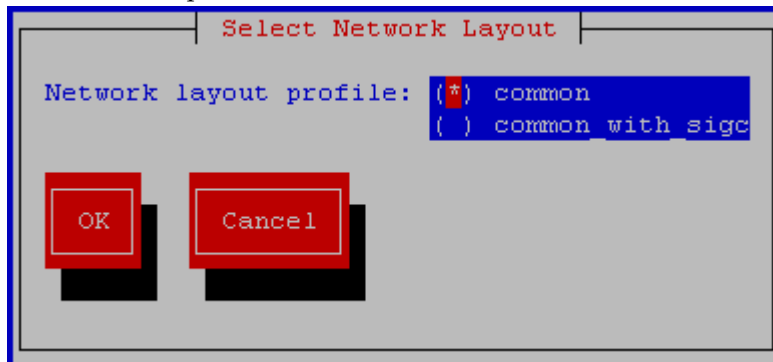 Select Network Layout
Network layout profile: (*) common
( ) common_with_sigc
OK Cancel